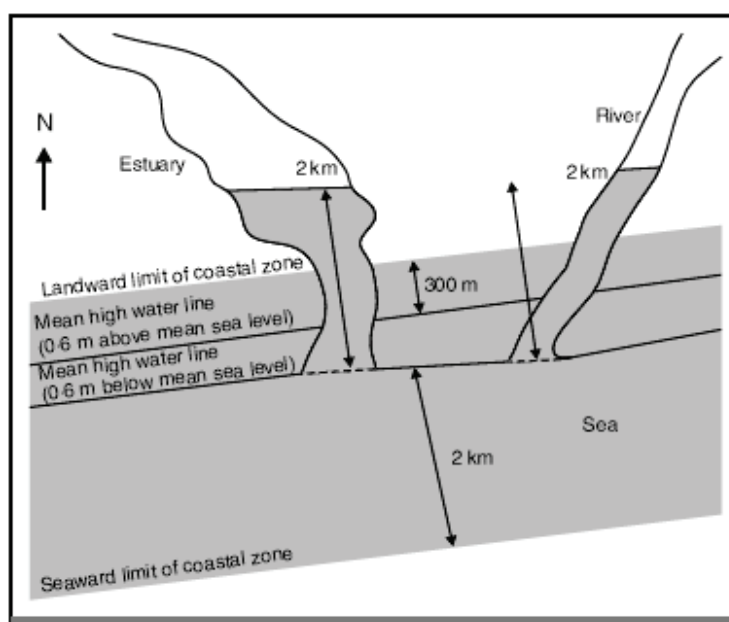 N
River
Estuary
2 km
2 km
Landward limit of coastal zone
300 m
Mean high water line
(0·6 m above mean sea level)
Mean high water line
(0·6 m below mean sea level)
Sea
2 km
Seaward limit of coastal zone